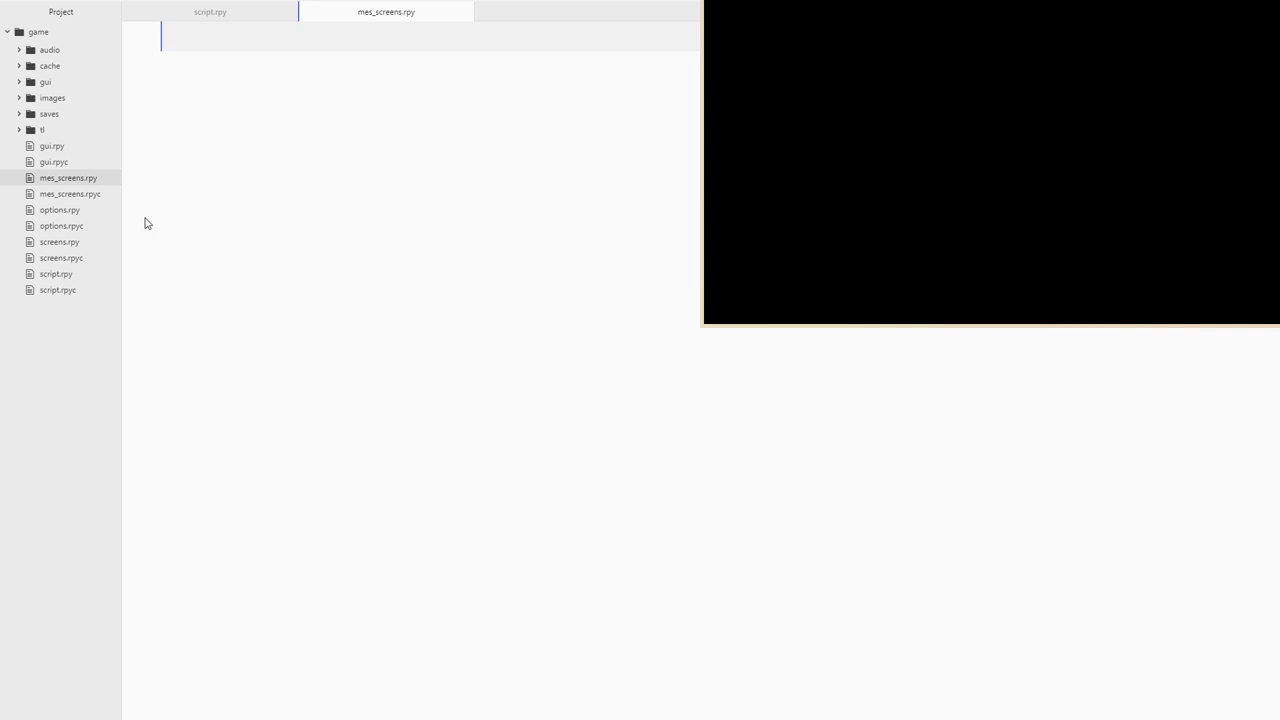 Project
script.rpy
mes_screens.rpy
game
audio
cache
gui
images
saves
tl
gui.rpy
gui.rpyc
mes_screens.rpy
mes_screens.rpyc
options.rpy
options.rpyc
screens.rpy
screens.rpyc
script.rpy
script.rpyc